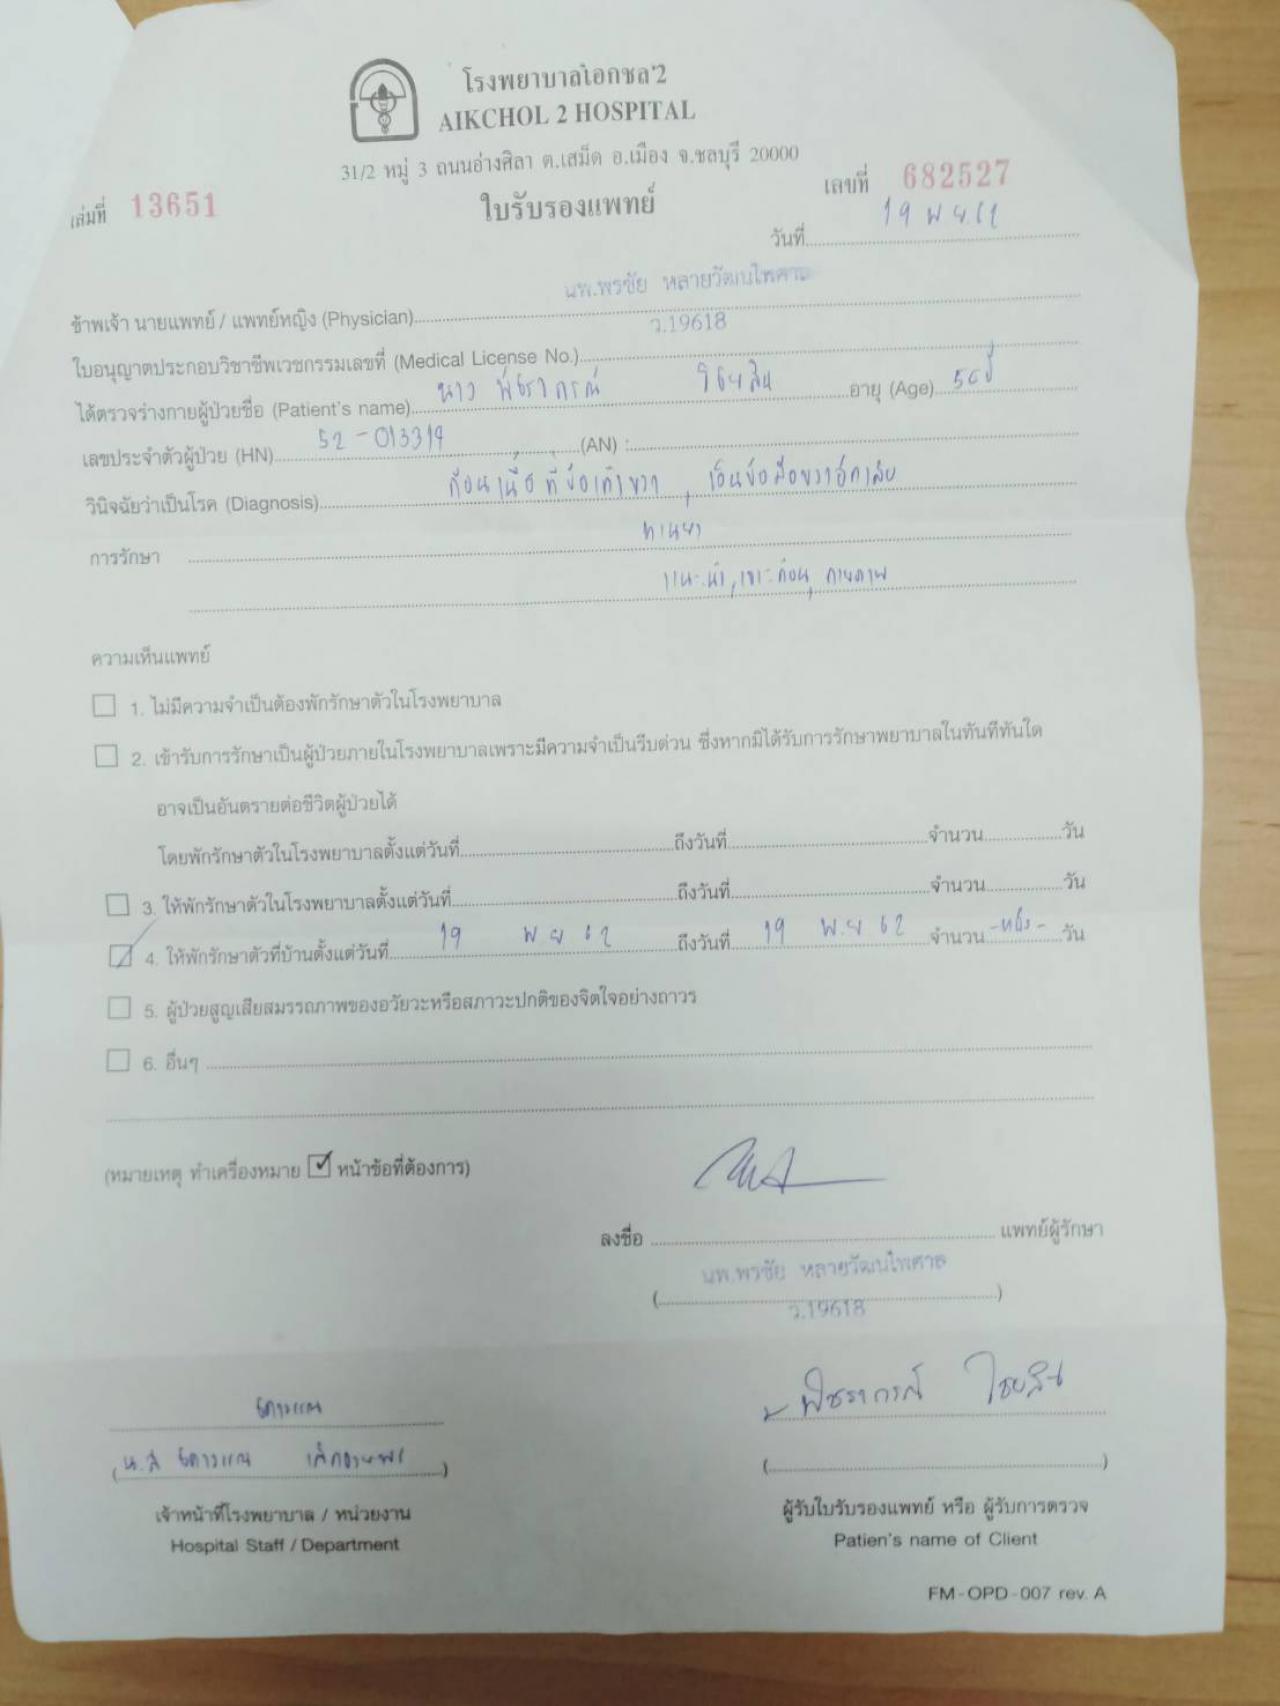 โรงพยาบาลเอกชล 2
AIKCHOL 2 HOSPITAL
31/2 หมู่ 3 ถนนอ่างศิลา ต.เสม็ด อ.เมือง จ.ชลบุรี 20000
เล่มที่ 13651
เลขที่ 682527
ใบรับรองแพทย์
วันที่ 19 พ.ย. 62
ข้าพเจ้า นายแพทย์ / แพทย์หญิง (Physician) นพ.พรชัย หลายวัฒนไพศาล
ใบอนุญาตประกอบวิชาชีพเวชกรรมเลขที่ (Medical License No.) ว.19618
ได้ตรวจร่างกายผู้ป่วยชื่อ (Patient's name) นาง พัชราภรณ์ อายุ (Age) ปี
เลขประจำตัวผู้ป่วย (HN) 52-013319 (AN) :
วินิจฉัยว่าเป็นโรค (Diagnosis) ก้อนเนื้อที่ข้อเท้าขวา , เอ็นข้อมือขวาอักเสบ
การรักษา ทานยา
แนะนำ, เจาะก้อน, กายภาพ
ความเห็นแพทย์
1. ไม่มีความจำเป็นต้องพักรักษาตัวในโรงพยาบาล
2. เข้ารับการรักษาเป็นผู้ป่วยภายในโรงพยาบาลเพราะมีความจำเป็นรีบด่วน ซึ่งหากมิได้รับการรักษาพยาบาลในทันทีทันใด
อาจเป็นอันตรายต่อชีวิตผู้ป่วยได้
โดยพักรักษาตัวในโรงพยาบาลตั้งแต่วันที่ ถึงวันที่ จำนวน วัน
3. ให้พักรักษาตัวในโรงพยาบาลตั้งแต่วันที่ ถึงวันที่ จำนวน วัน
4. ให้พักรักษาตัวที่บ้านตั้งแต่วันที่ 19 พ.ย 62 ถึงวันที่ 19 พ.ย 62 จำนวน -หนึ่ง- วัน
5. ผู้ป่วยสูญเสียสมรรถภาพของอวัยวะหรือสภาวะปกติของจิตใจอย่างถาวร
6. อื่นๆ
(หมายเหตุ ทำเครื่องหมาย ☑ หน้าข้อที่ต้องการ)
ลงชื่อ แพทย์ผู้รักษา
นพ.พรชัย หลายวัฒนไพศาล
ว.19618
น.ส
เจ้าหน้าที่โรงพยาบาล / หน่วยงาน
Hospital Staff / Department
ผู้รับใบรับรองแพทย์ หรือ ผู้รับการตรวจ
Patien's name of Client
FM-OPD-007 rev. A